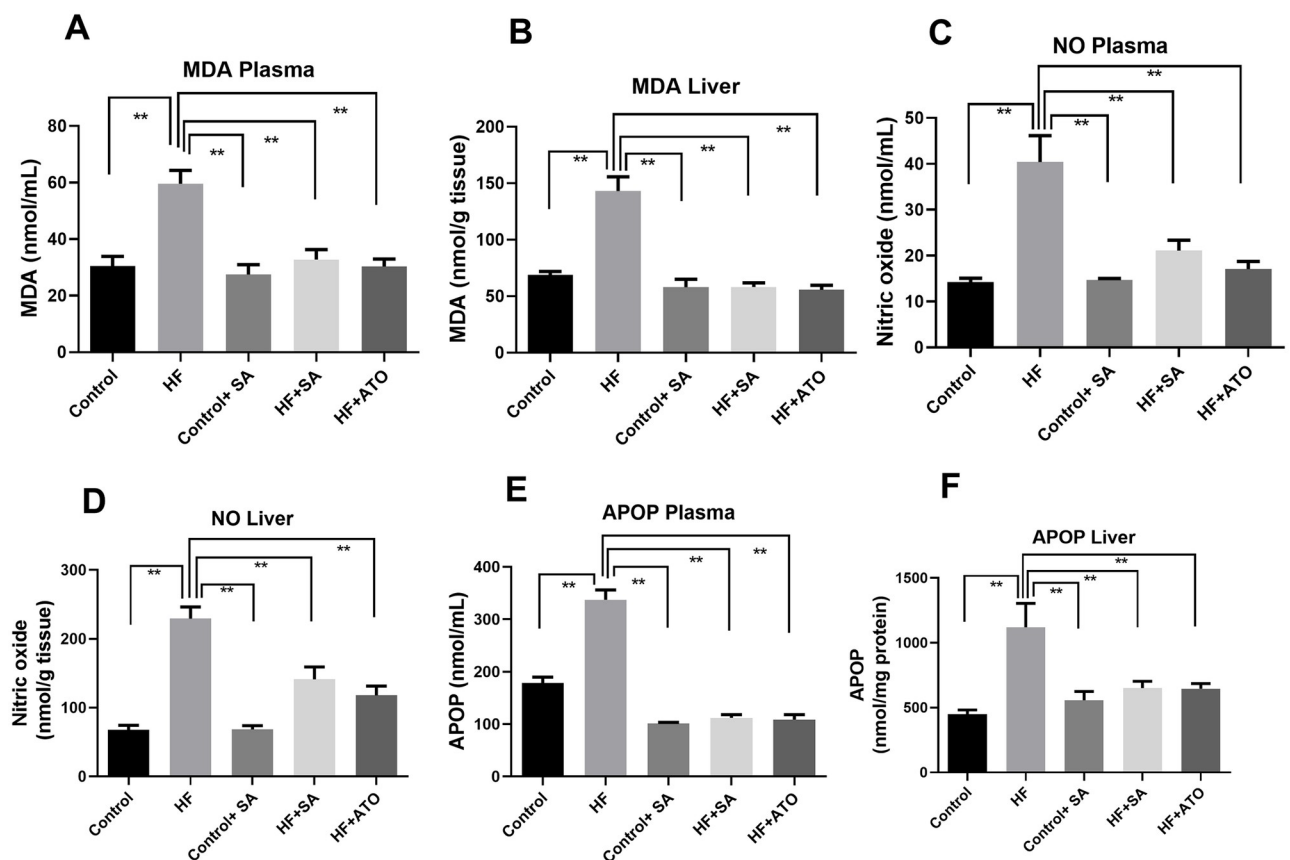 A
MDA Plasma
**
**
**
**
MDA (nmol/mL)
80
60
40
20
0
Control
HF
Control+ SA
HF+SA
HF+ATO
B
MDA Liver
**
**
**
**
MDA (nmol/g tissue)
200
150
100
50
0
Control
HF
Control+ SA
HF+SA
HF+ATO
C
NO Plasma
**
**
**
**
Nitric oxide (nmol/mL)
50
40
30
20
10
0
Control
HF
Control+ SA
HF+SA
HF+ATO
D
NO Liver
**
**
**
**
Nitric oxide
(nmol/g tissue)
300
200
100
0
Control
HF
Control+ SA
HF+SA
HF+ATO
E
APOP Plasma
**
**
**
**
APOP (nmol/mL)
400
300
200
100
0
Control
HF
Control+ SA
HF+SA
HF+ATO
F
APOP Liver
**
**
**
**
APOP
(nmol/mg protein)
1500
1000
500
0
Control
HF
Control+ SA
HF+SA
HF+ATO